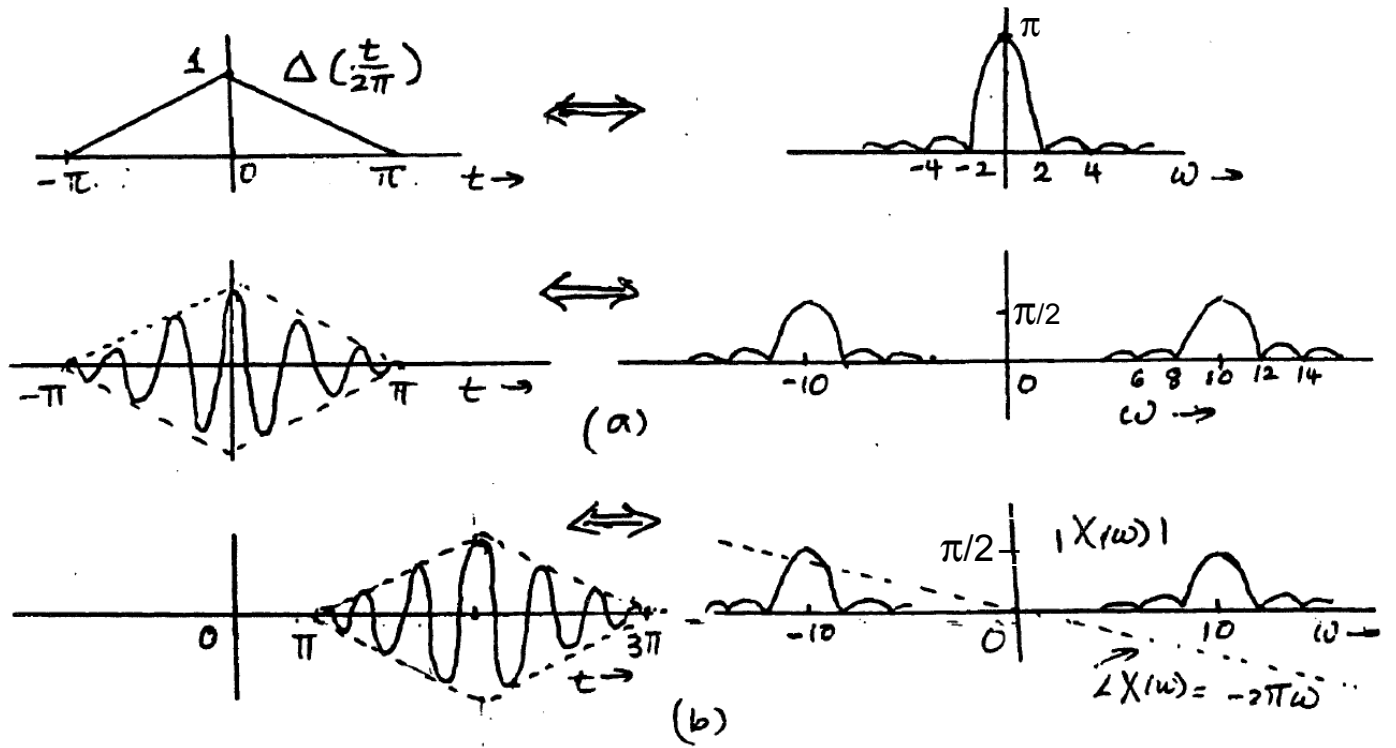 1 Δ(t/2π) π
-π 0 π t→ -4 -2 2 4 ω→
π/2
-π π t→ -10 0 6 8 10 12 14
(a) ω→
π/2 |X(ω)|
0 π 3π -10 0 10 ω→
t→ ∠X(ω) = -2πω
(b)